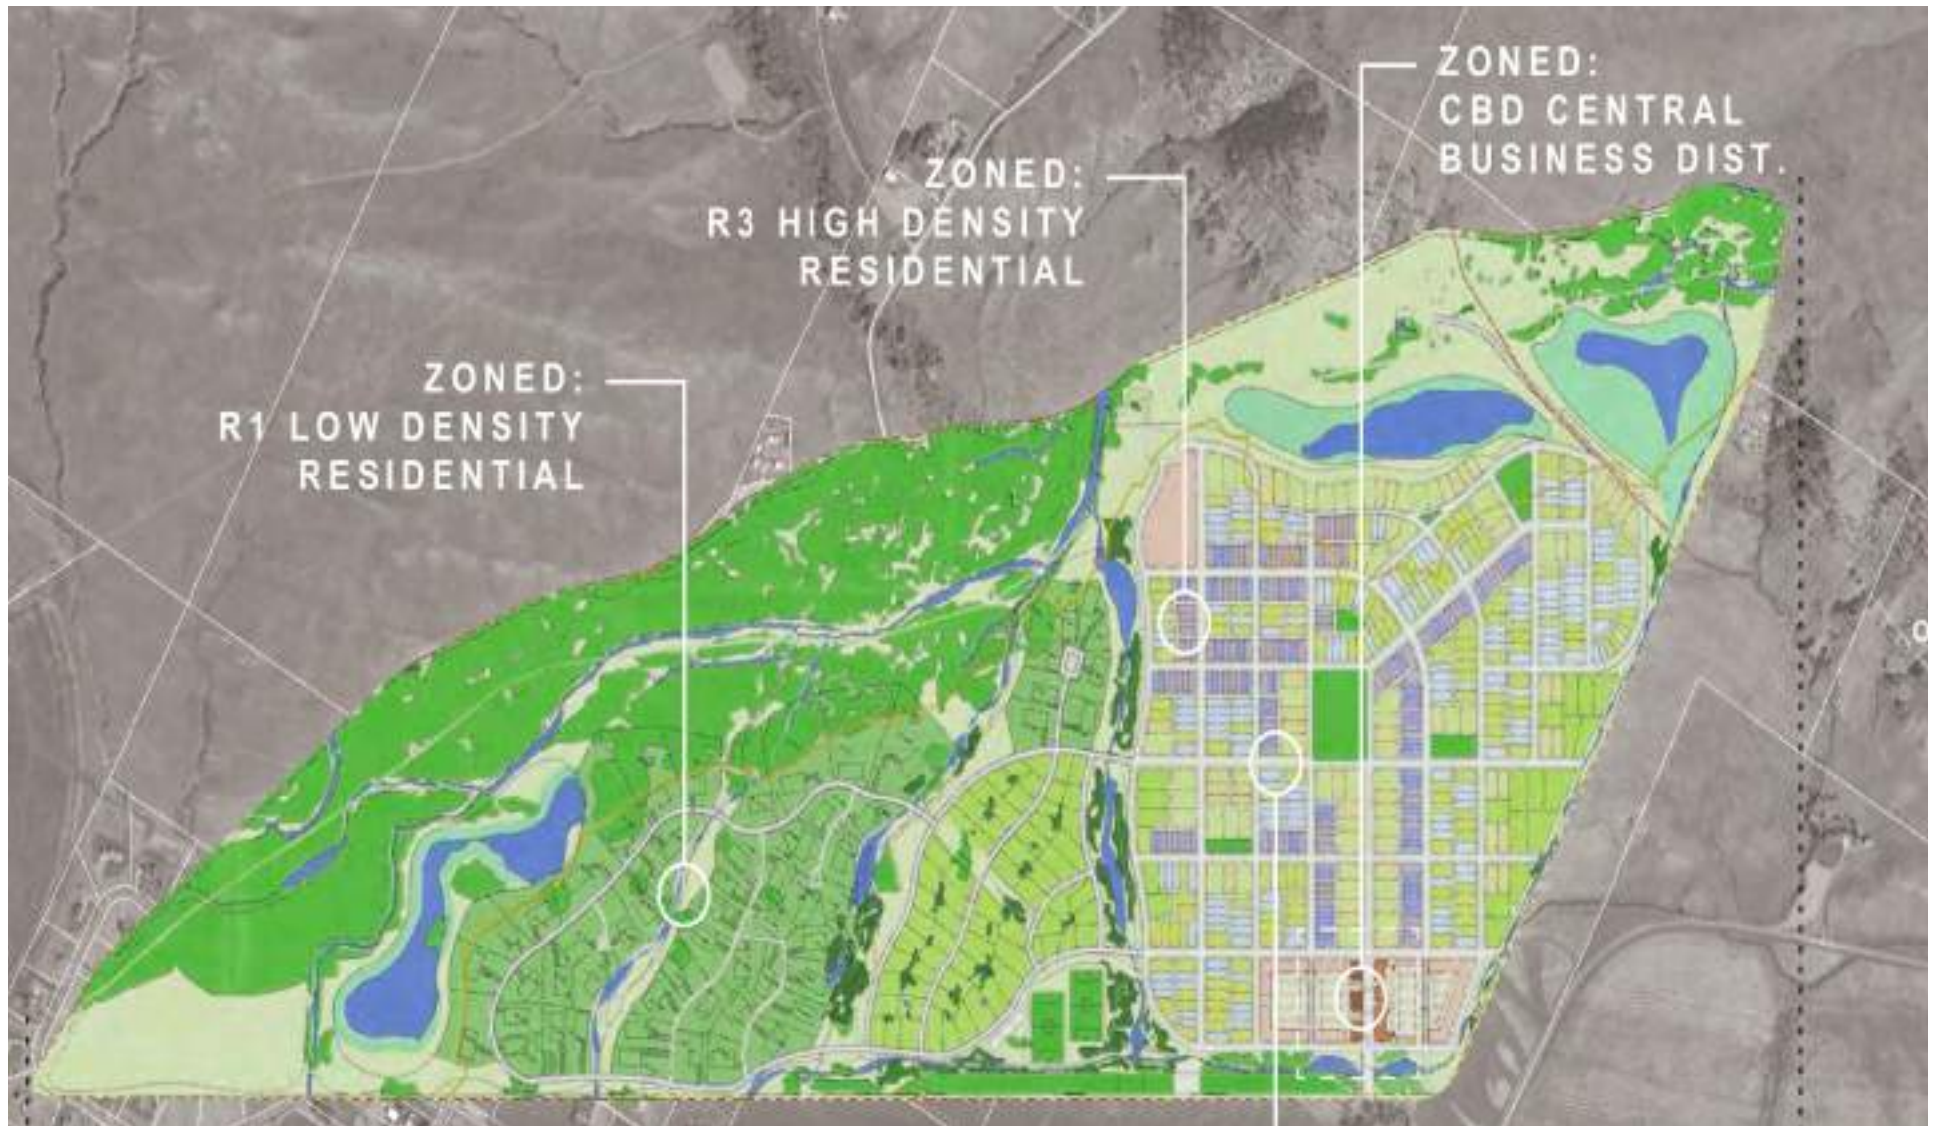 ZONED:
CBD CENTRAL
BUSINESS DIST.
ZONED:
R3 HIGH DENSITY
RESIDENTIAL
ZONED:
R1 LOW DENSITY
RESIDENTIAL